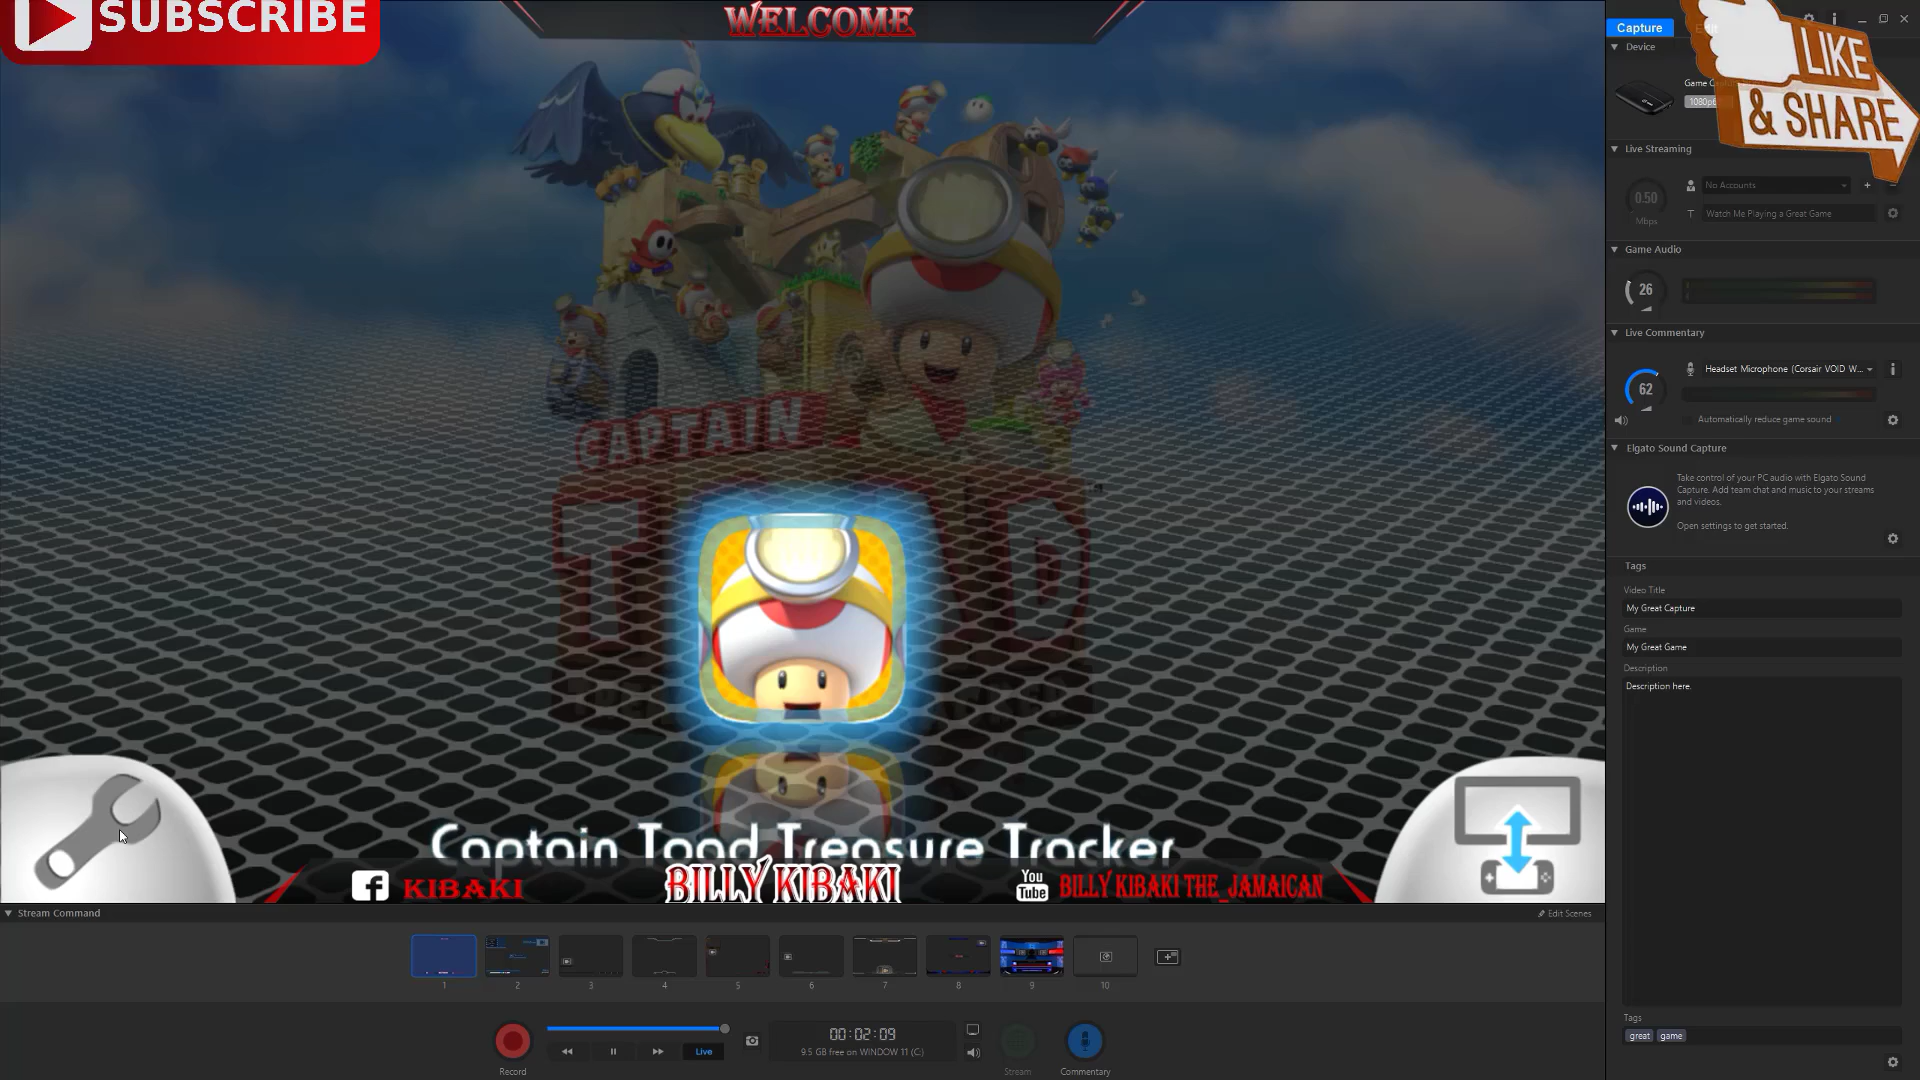 SUBSCRIBE
WELCOME
Capture
Edit
LIKE
& SHARE
Device
Live Streaming
0.50
Mbps
No Accounts
T
Watch Me Playing a Great Game
Game Audio
26
Live Commentary
62
Headset Microphone (Corsair VOID W...
Automatically reduce game sound
Elgato Sound Capture
Take control of your PC audio with Elgato Sound
Capture. Add team chat and music to your streams
and videos.
Open settings to get started.
Tags
Video Title
My Great Capture
Game
My Great Game
Description
Description here.
Tags
great game
CAPTAIN
Captain Toad Treasure Tracker
f KIBAKI
BILLY KIBAKI
You Tube BILLY KIBAKI THE_JAMAICAN
Stream Command
Edit Scenes
1 2 3 4 5 6 7 8 9 10
Record
Live
00:02:09
9.5 GB free on WINDOW 11 (C:)
Stream
Commentary